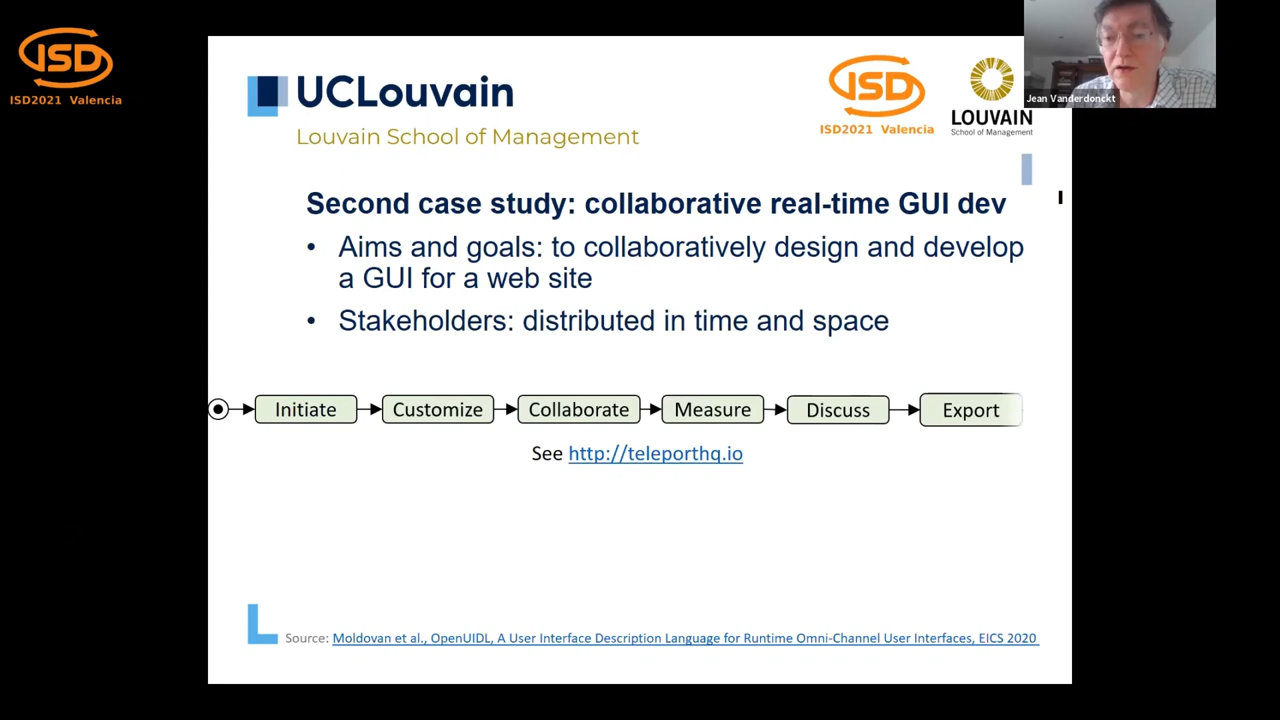 ISD
ISD2021 Valencia
UCLouvain
Louvain School of Management
ISD
ISD2021 Valencia
LOUVAIN
School of Management
Jean Vanderdonckt
Second case study: collaborative real-time GUI dev
• Aims and goals: to collaboratively design and develop
a GUI for a web site
• Stakeholders: distributed in time and space
Initiate
Customize
Collaborate
Measure
Discuss
Export
See http://teleporthq.io
Source: Moldovan et al., OpenUIDL, A User Interface Description Language for Runtime Omni-Channel User Interfaces, EICS 2020